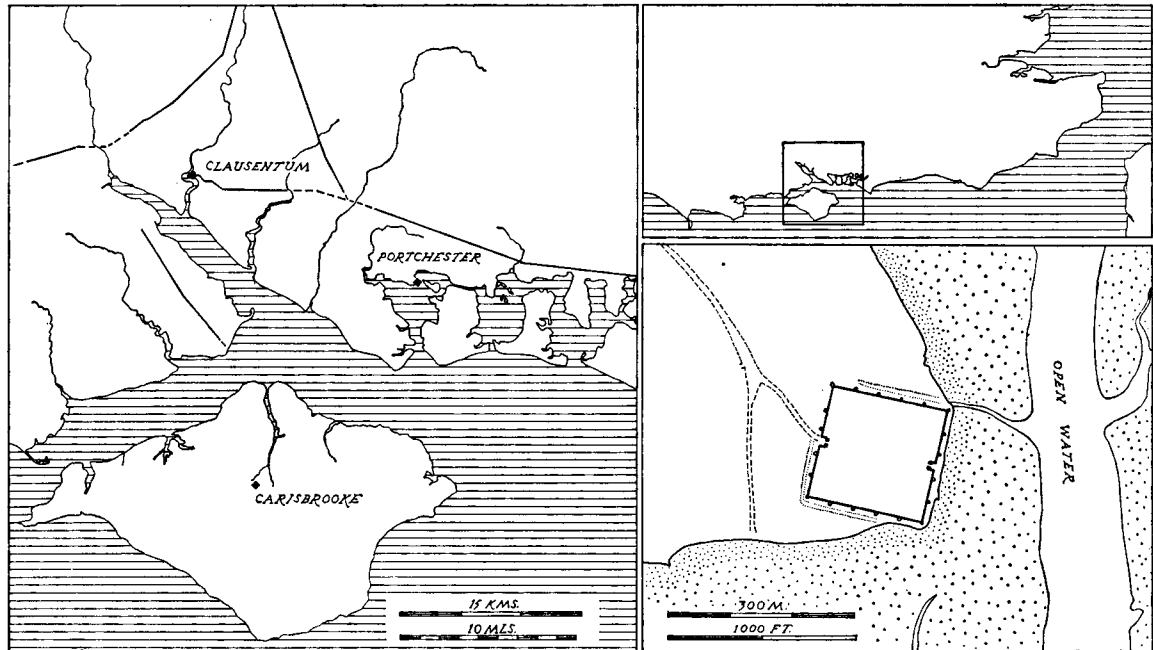 CLAUSENTUM
PORTCHESTER
CARISBROOKE
15 KMS.
10 MLS.
OPEN WATER
300 M.
1000 FT.